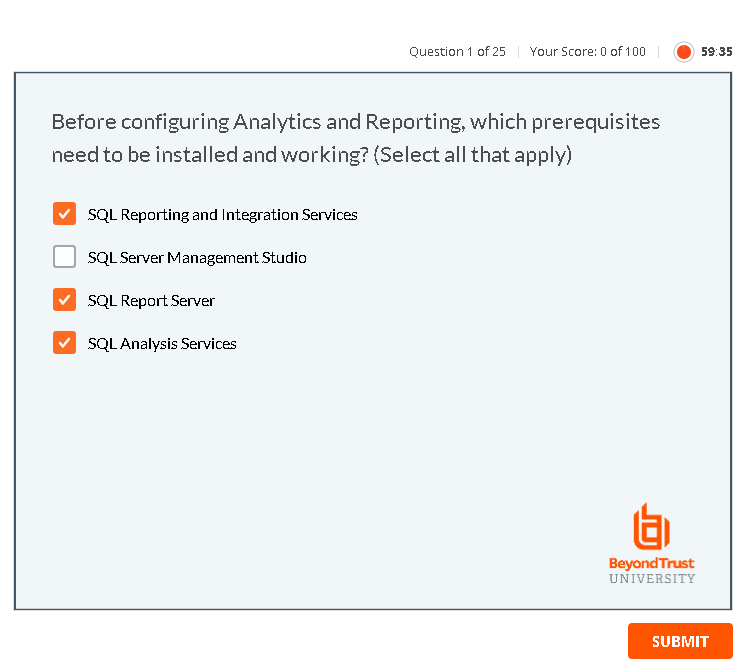 Question 1 of 25 | Your Score: 0 of 100 | 59:35
Before configuring Analytics and Reporting, which prerequisites
need to be installed and working? (Select all that apply)
SQL Reporting and Integration Services
SQL Server Management Studio
SQL Report Server
SQL Analysis Services
BeyondTrust
UNIVERSITY
SUBMIT